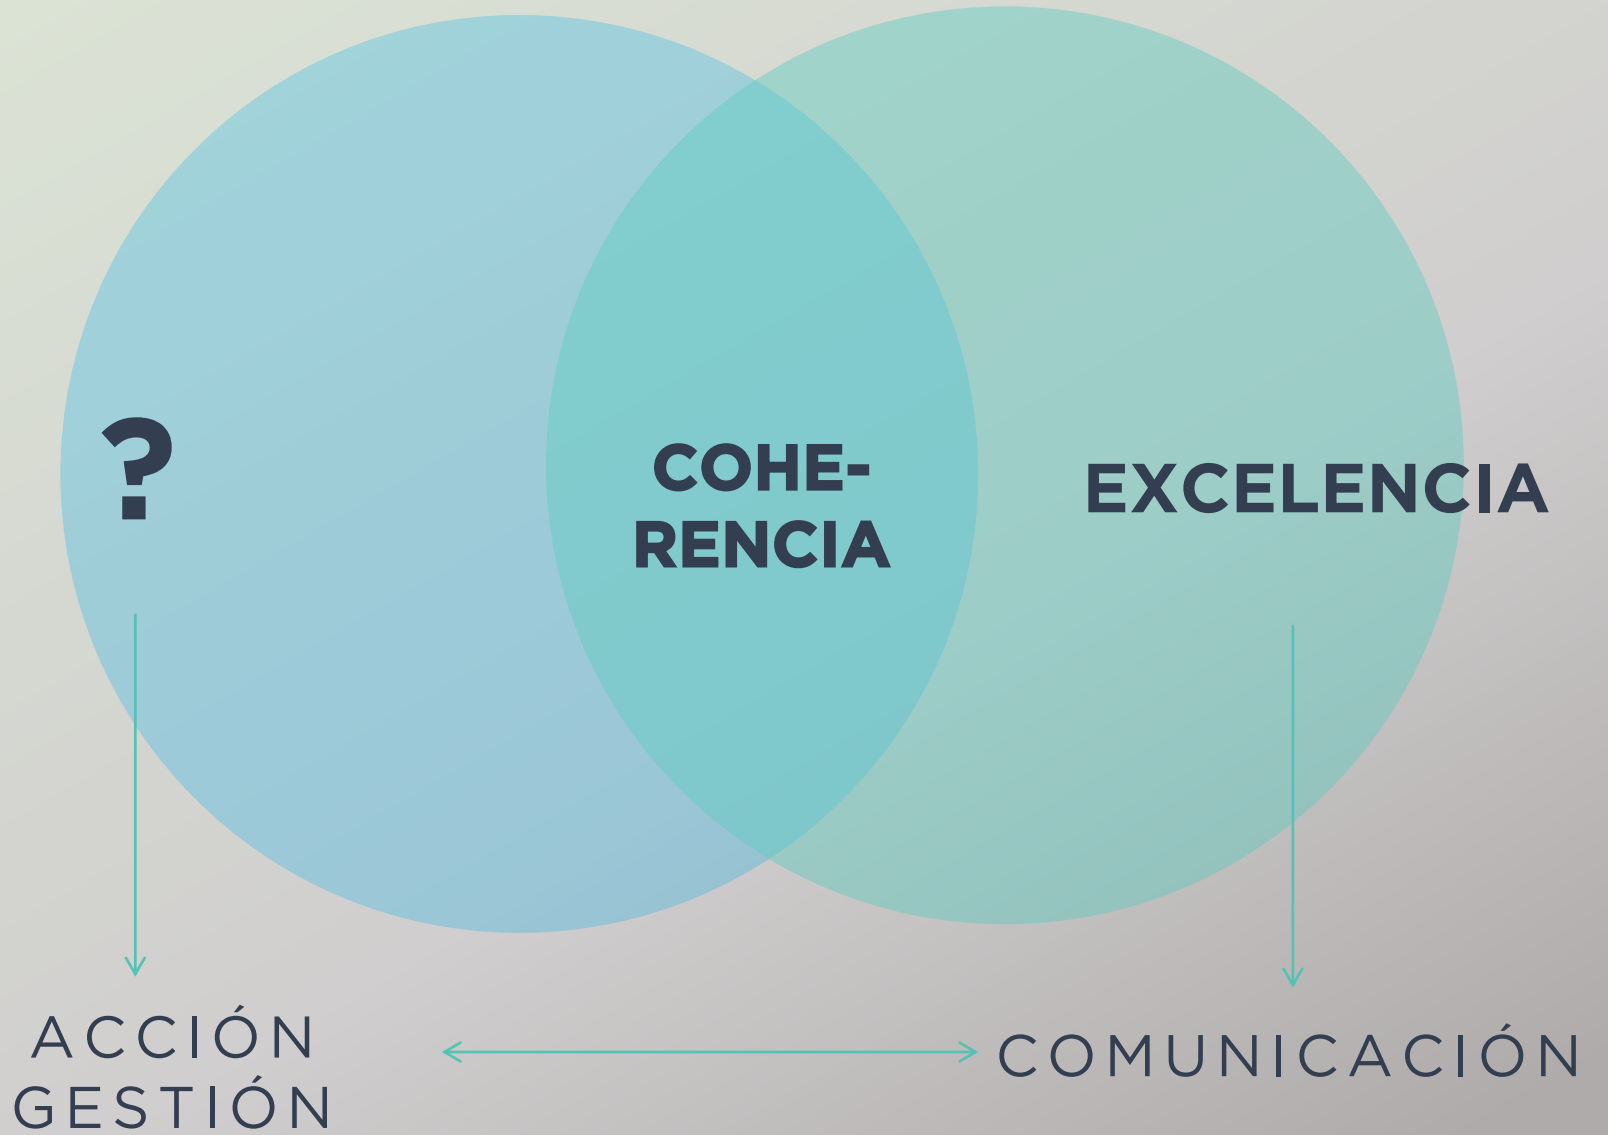 ?
COHE-
RENCIA
EXCELENCIA
ACCIÓN
GESTIÓN
COMUNICACIÓN